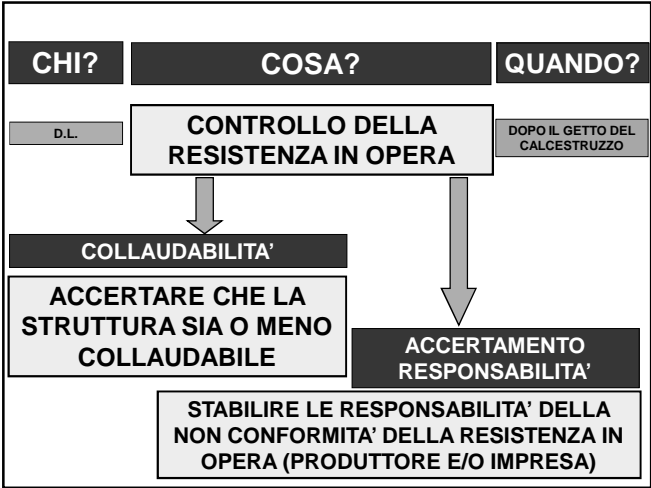 CHI?
COSA?
QUANDO?
D.L.
CONTROLLO DELLA
RESISTENZA IN OPERA
DOPO IL GETTO DEL
CALCESTRUZZO
COLLAUDABILITA'
ACCERTARE CHE LA
STRUTTURA SIA O MENO
COLLAUDABILE
ACCERTAMENTO
RESPONSABILITA'
STABILIRE LE RESPONSABILITA' DELLA
NON CONFORMITA' DELLA RESISTENZA IN
OPERA (PRODUTTORE E/O IMPRESA)